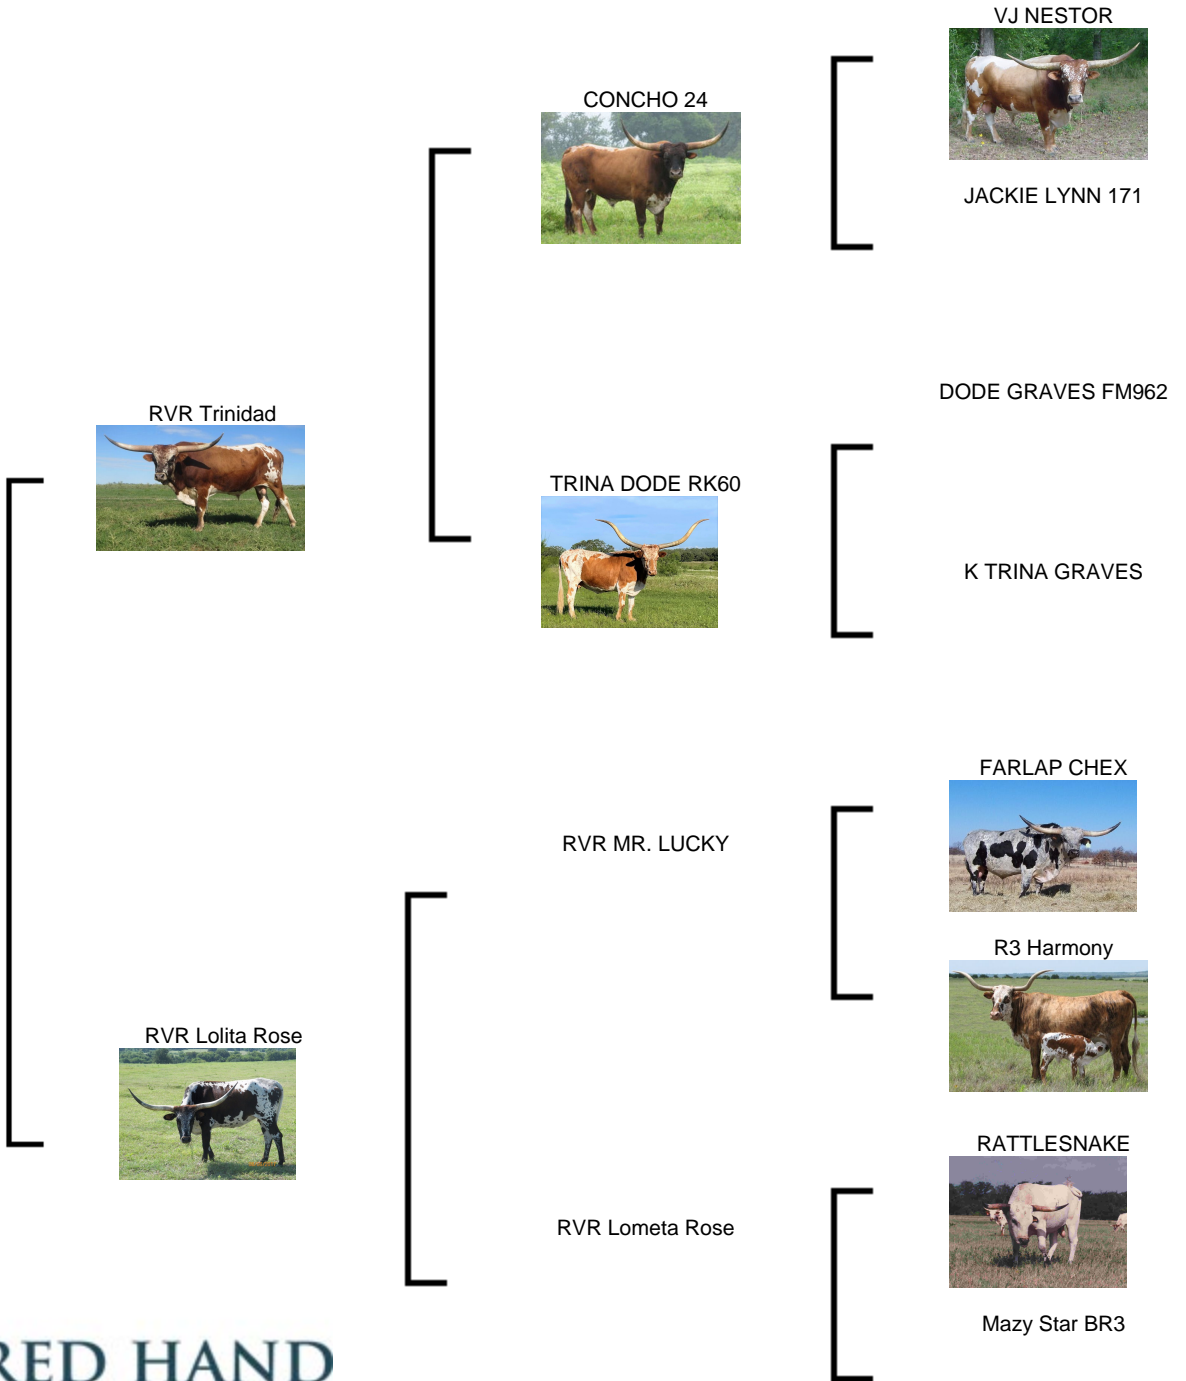 VJ NESTOR
CONCHO 24
JACKIE LYNN 171
DODE GRAVES FM962
RVR Trinidad
TRINA DODE RK60
K TRINA GRAVES
FARLAP CHEX
RVR MR. LUCKY
R3 Harmony
RVR Lolita Rose
RATTLESNAKE
RVR Lometa Rose
Mazy Star BR3
RED HAND